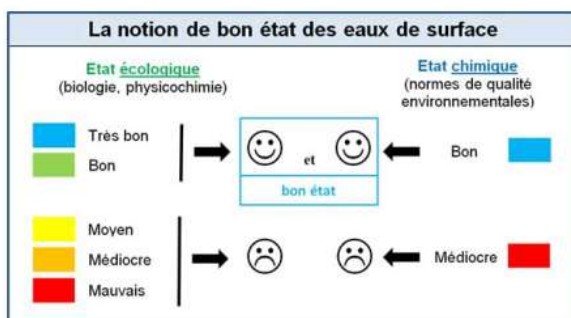 La notion de bon état des eaux de surface
Etat écologique
(biologie, physicochimie)
Etat chimique
(normes de qualité
environnementales)
Très bon
Bon
et
bon état
Bon
Moyen
Médiocre
Mauvais
Médiocre